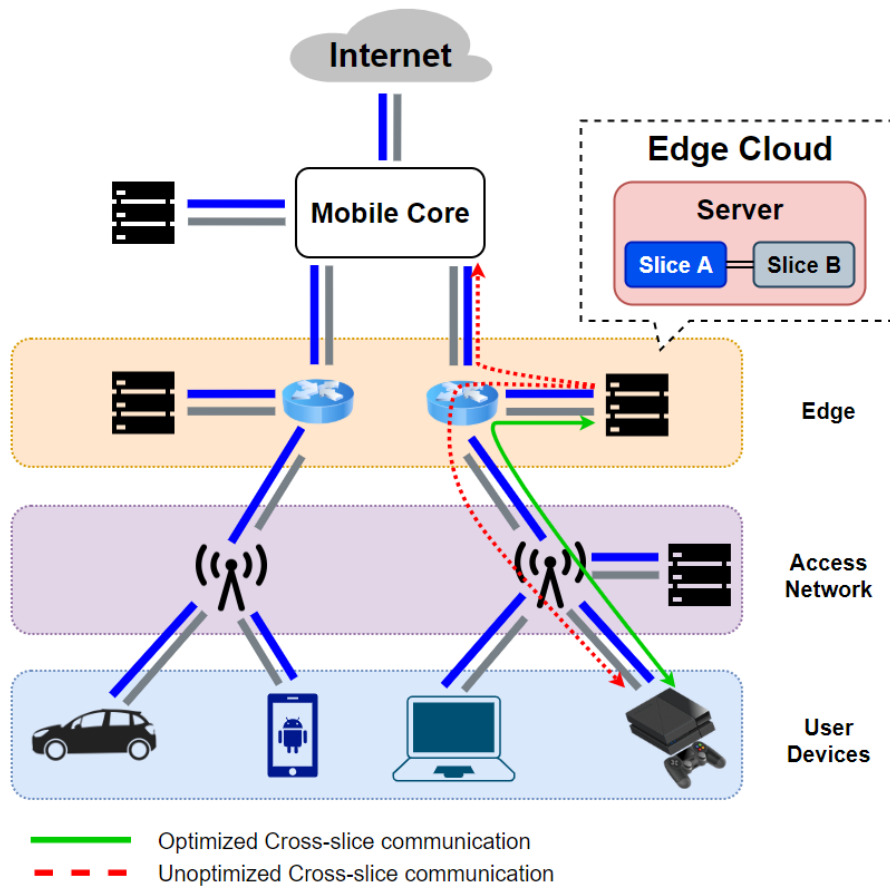 Internet
Edge Cloud
Server
Slice A
Slice B
Mobile Core
Edge
Access
Network
User
Devices
Optimized Cross-slice communication
Unoptimized Cross-slice communication